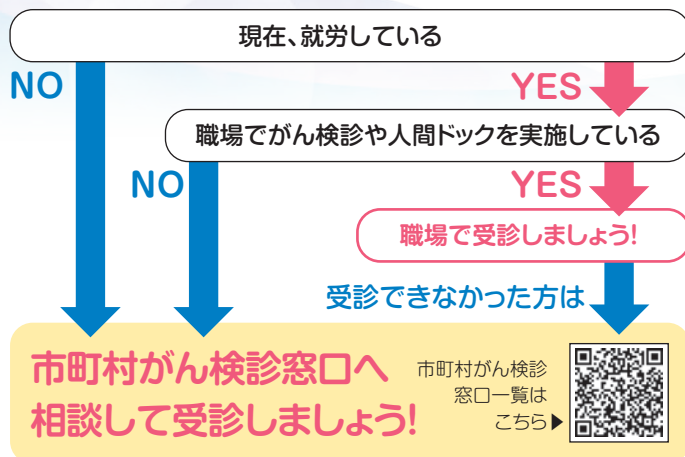 現在、就労している
NO
YES
職場でがん検診や人間ドックを実施している
NO
YES
職場で受診しましょう!
受診できなかった方は
市町村がん検診窓口へ
相談して受診しましょう!
市町村がん検診
窓口一覧は
こちら▶